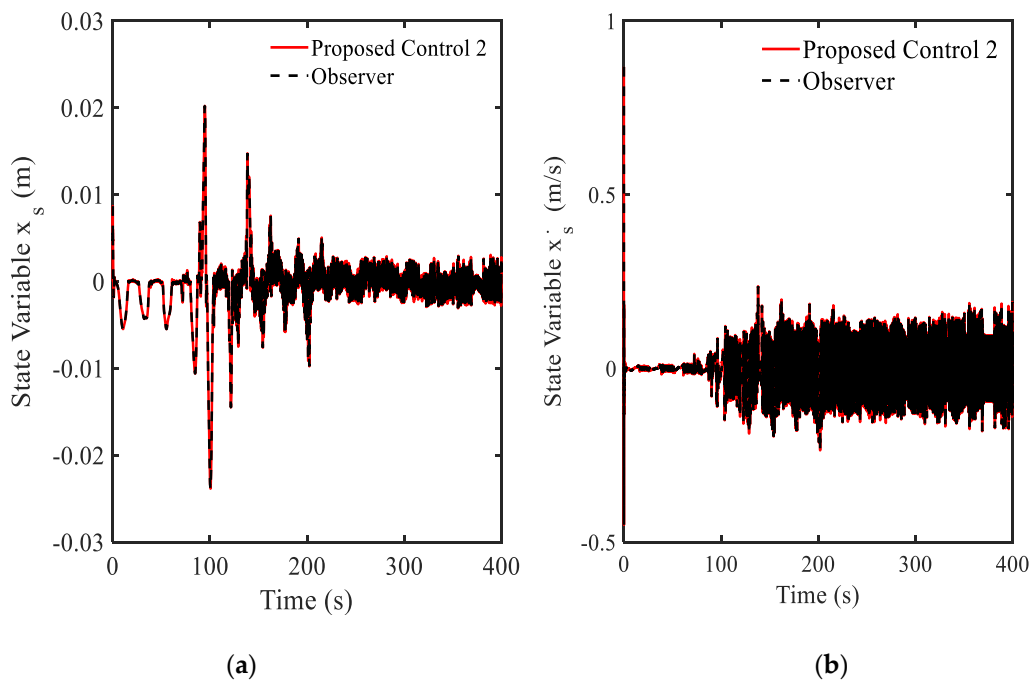 0.03
0.02
0.01
0
-0.01
-0.02
-0.03
State Variable x s (m)
Proposed Control 2
Observer
0 100 200 300 400
Time (s)
(a)
1
0.5
0
-0.5
State Variable x˙ s (m/s)
Proposed Control 2
Observer
0 100 200 300 400
Time (s)
(b)